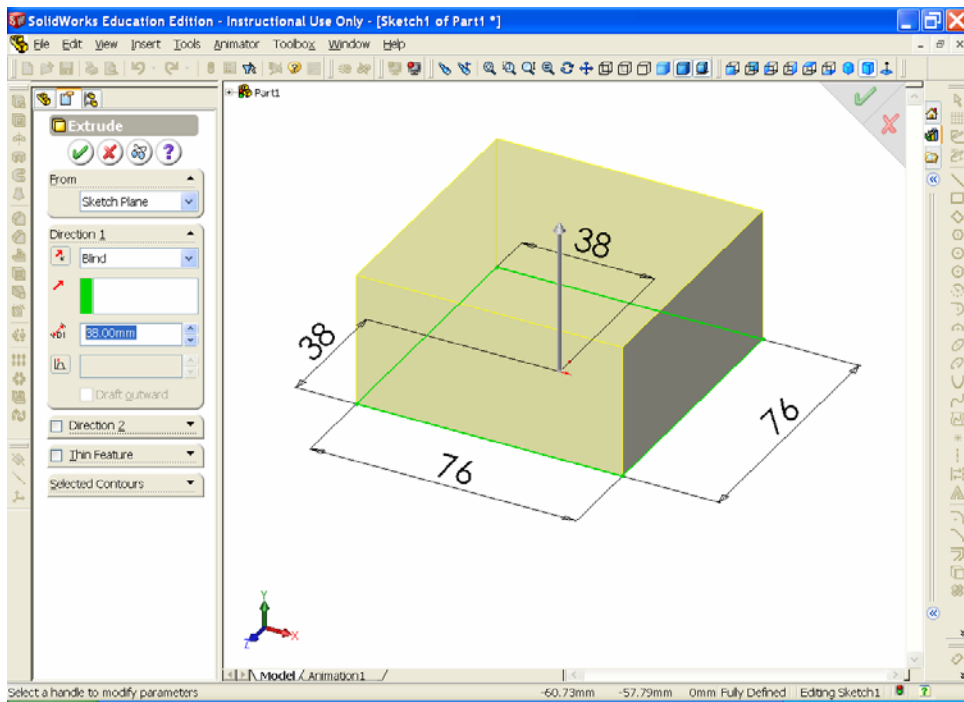 SolidWorks Education Edition - Instructional Use Only - [Sketch1 of Part1 *]
File Edit View Insert Tools Animator Toolbox Window Help
Part1
Extrude
From
Sketch Plane
Direction 1
Blind
38.00mm
Draft outward
Direction 2
Thin Feature
Selected Contours
38
38
76
76
Y
X
Z
Model Animation1
Select a handle to modify parameters -60.73mm -57.79mm 0mm Fully Defined Editing Sketch1